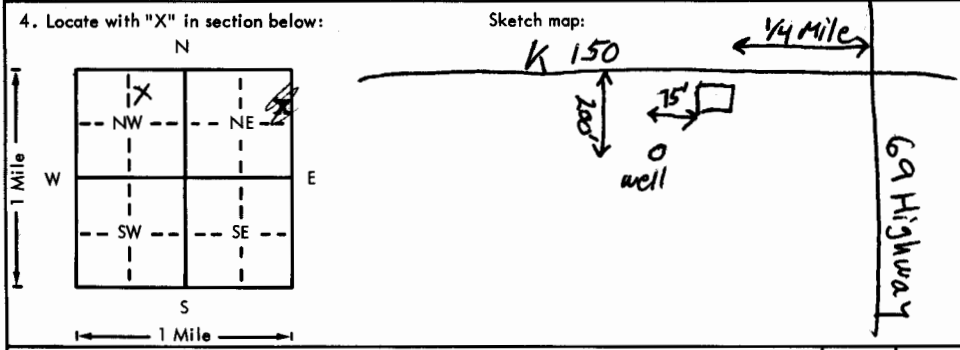 4. Locate with "X" in section below:
Sketch map:
N
K 150
1/4 Mile
X
X
NW
NE
200'
75'
W
E
1 Mile
well
69 Highway
SW
SE
S
1 Mile